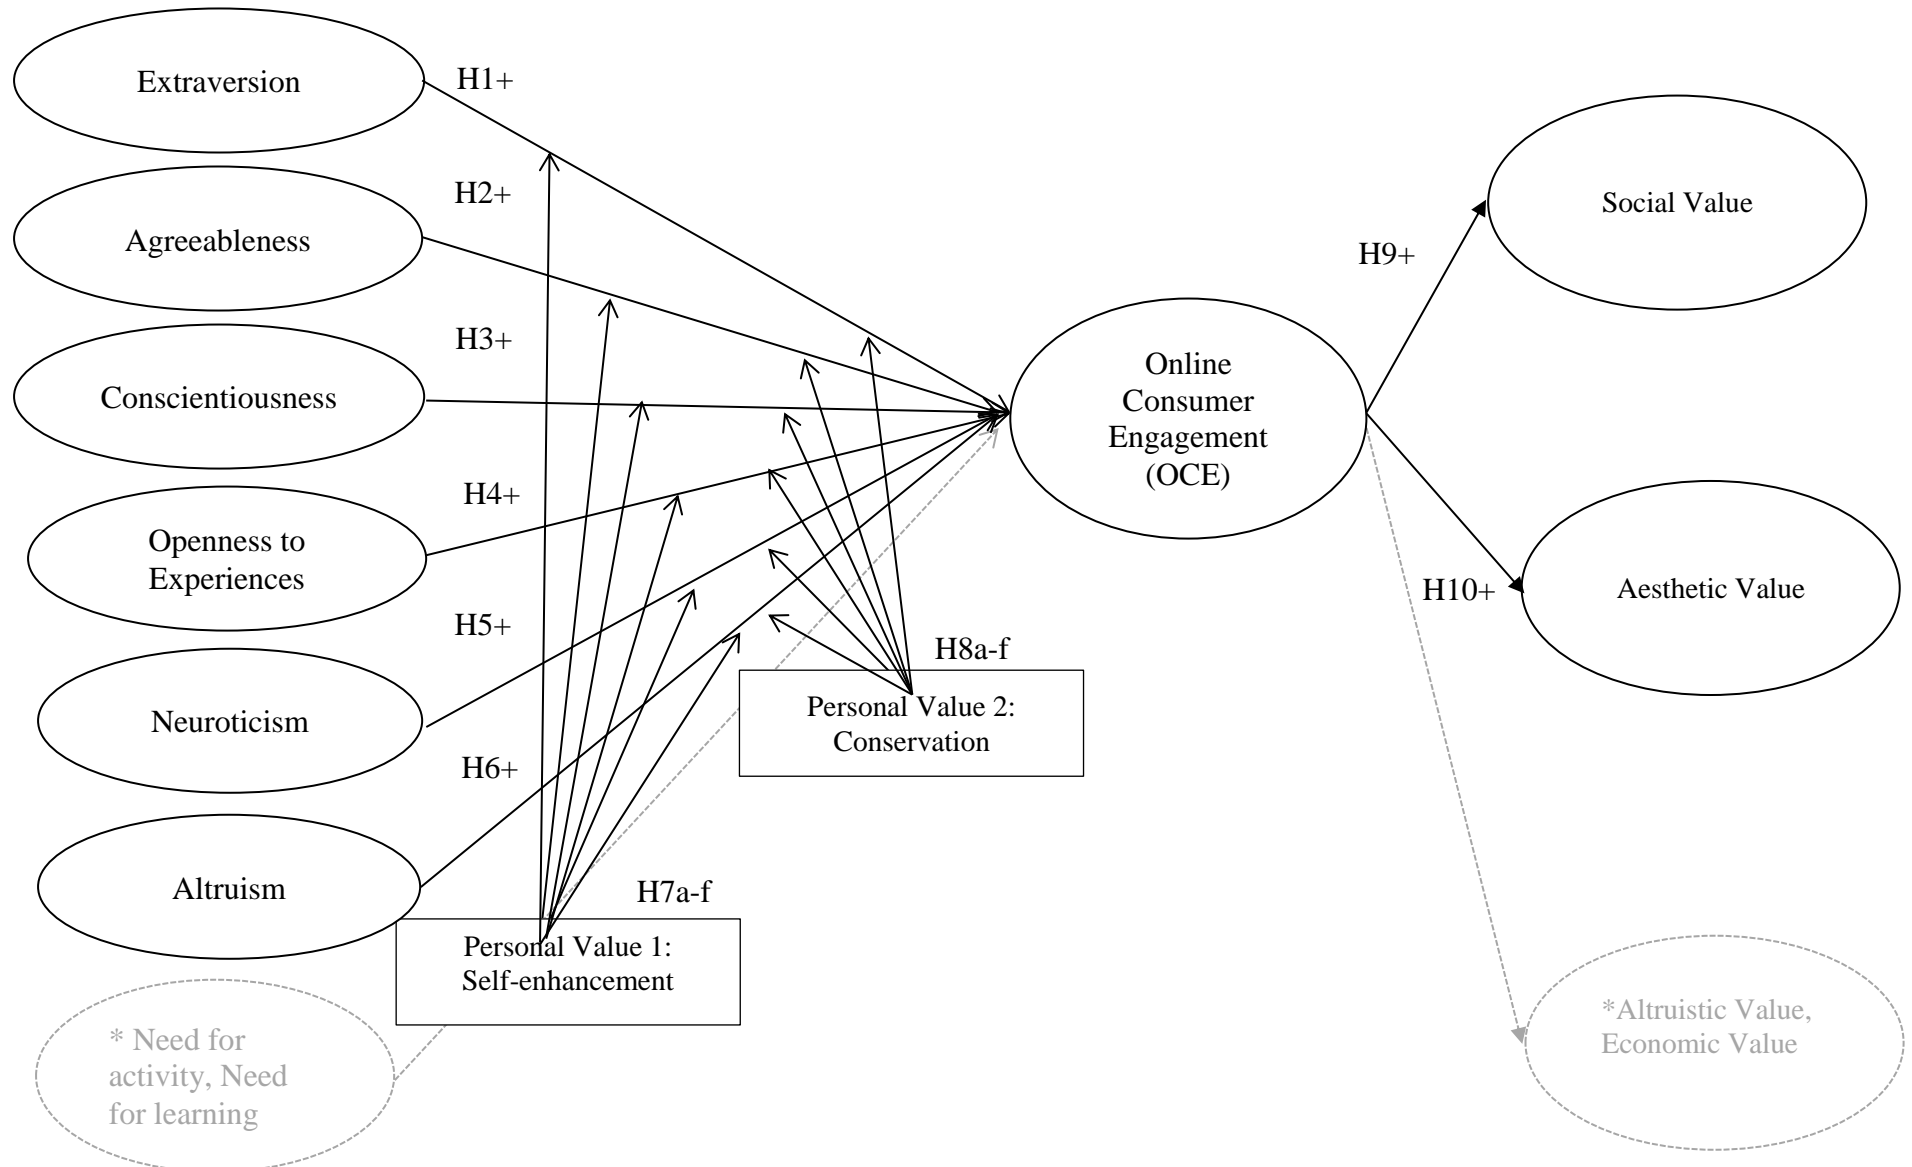 Extraversion
H1+
Agreeableness
H2+
Conscientiousness
H3+
Openness to
Experiences
H4+
Neuroticism
H5+
Altruism
H6+
* Need for
activity, Need
for learning
Personal Value 1:
Self-enhancement
H7a-f
Personal Value 2:
Conservation
H8a-f
Online
Consumer
Engagement
(OCE)
H9+
Social Value
H10+
Aesthetic Value
*Altruistic Value,
Economic Value